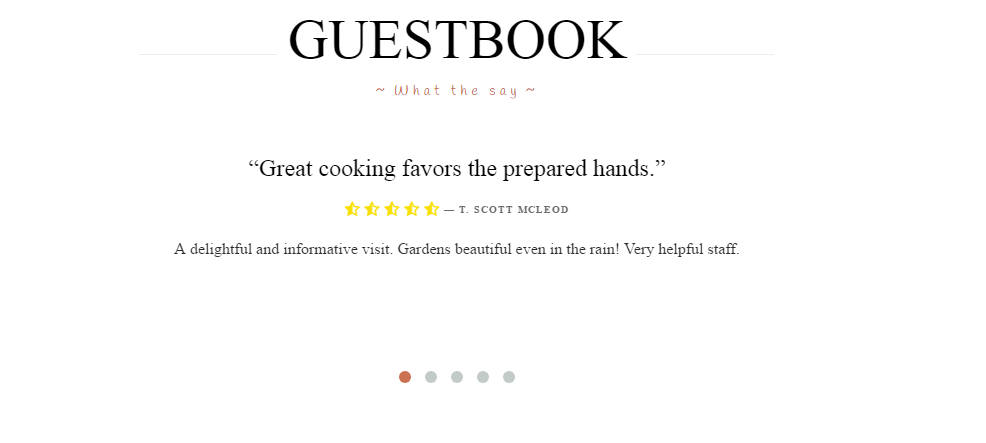 GUESTBOOK
~ What the say ~
“Great cooking favors the prepared hands.”
— T. SCOTT MCLEOD
A delightful and informative visit. Gardens beautiful even in the rain! Very helpful staff.